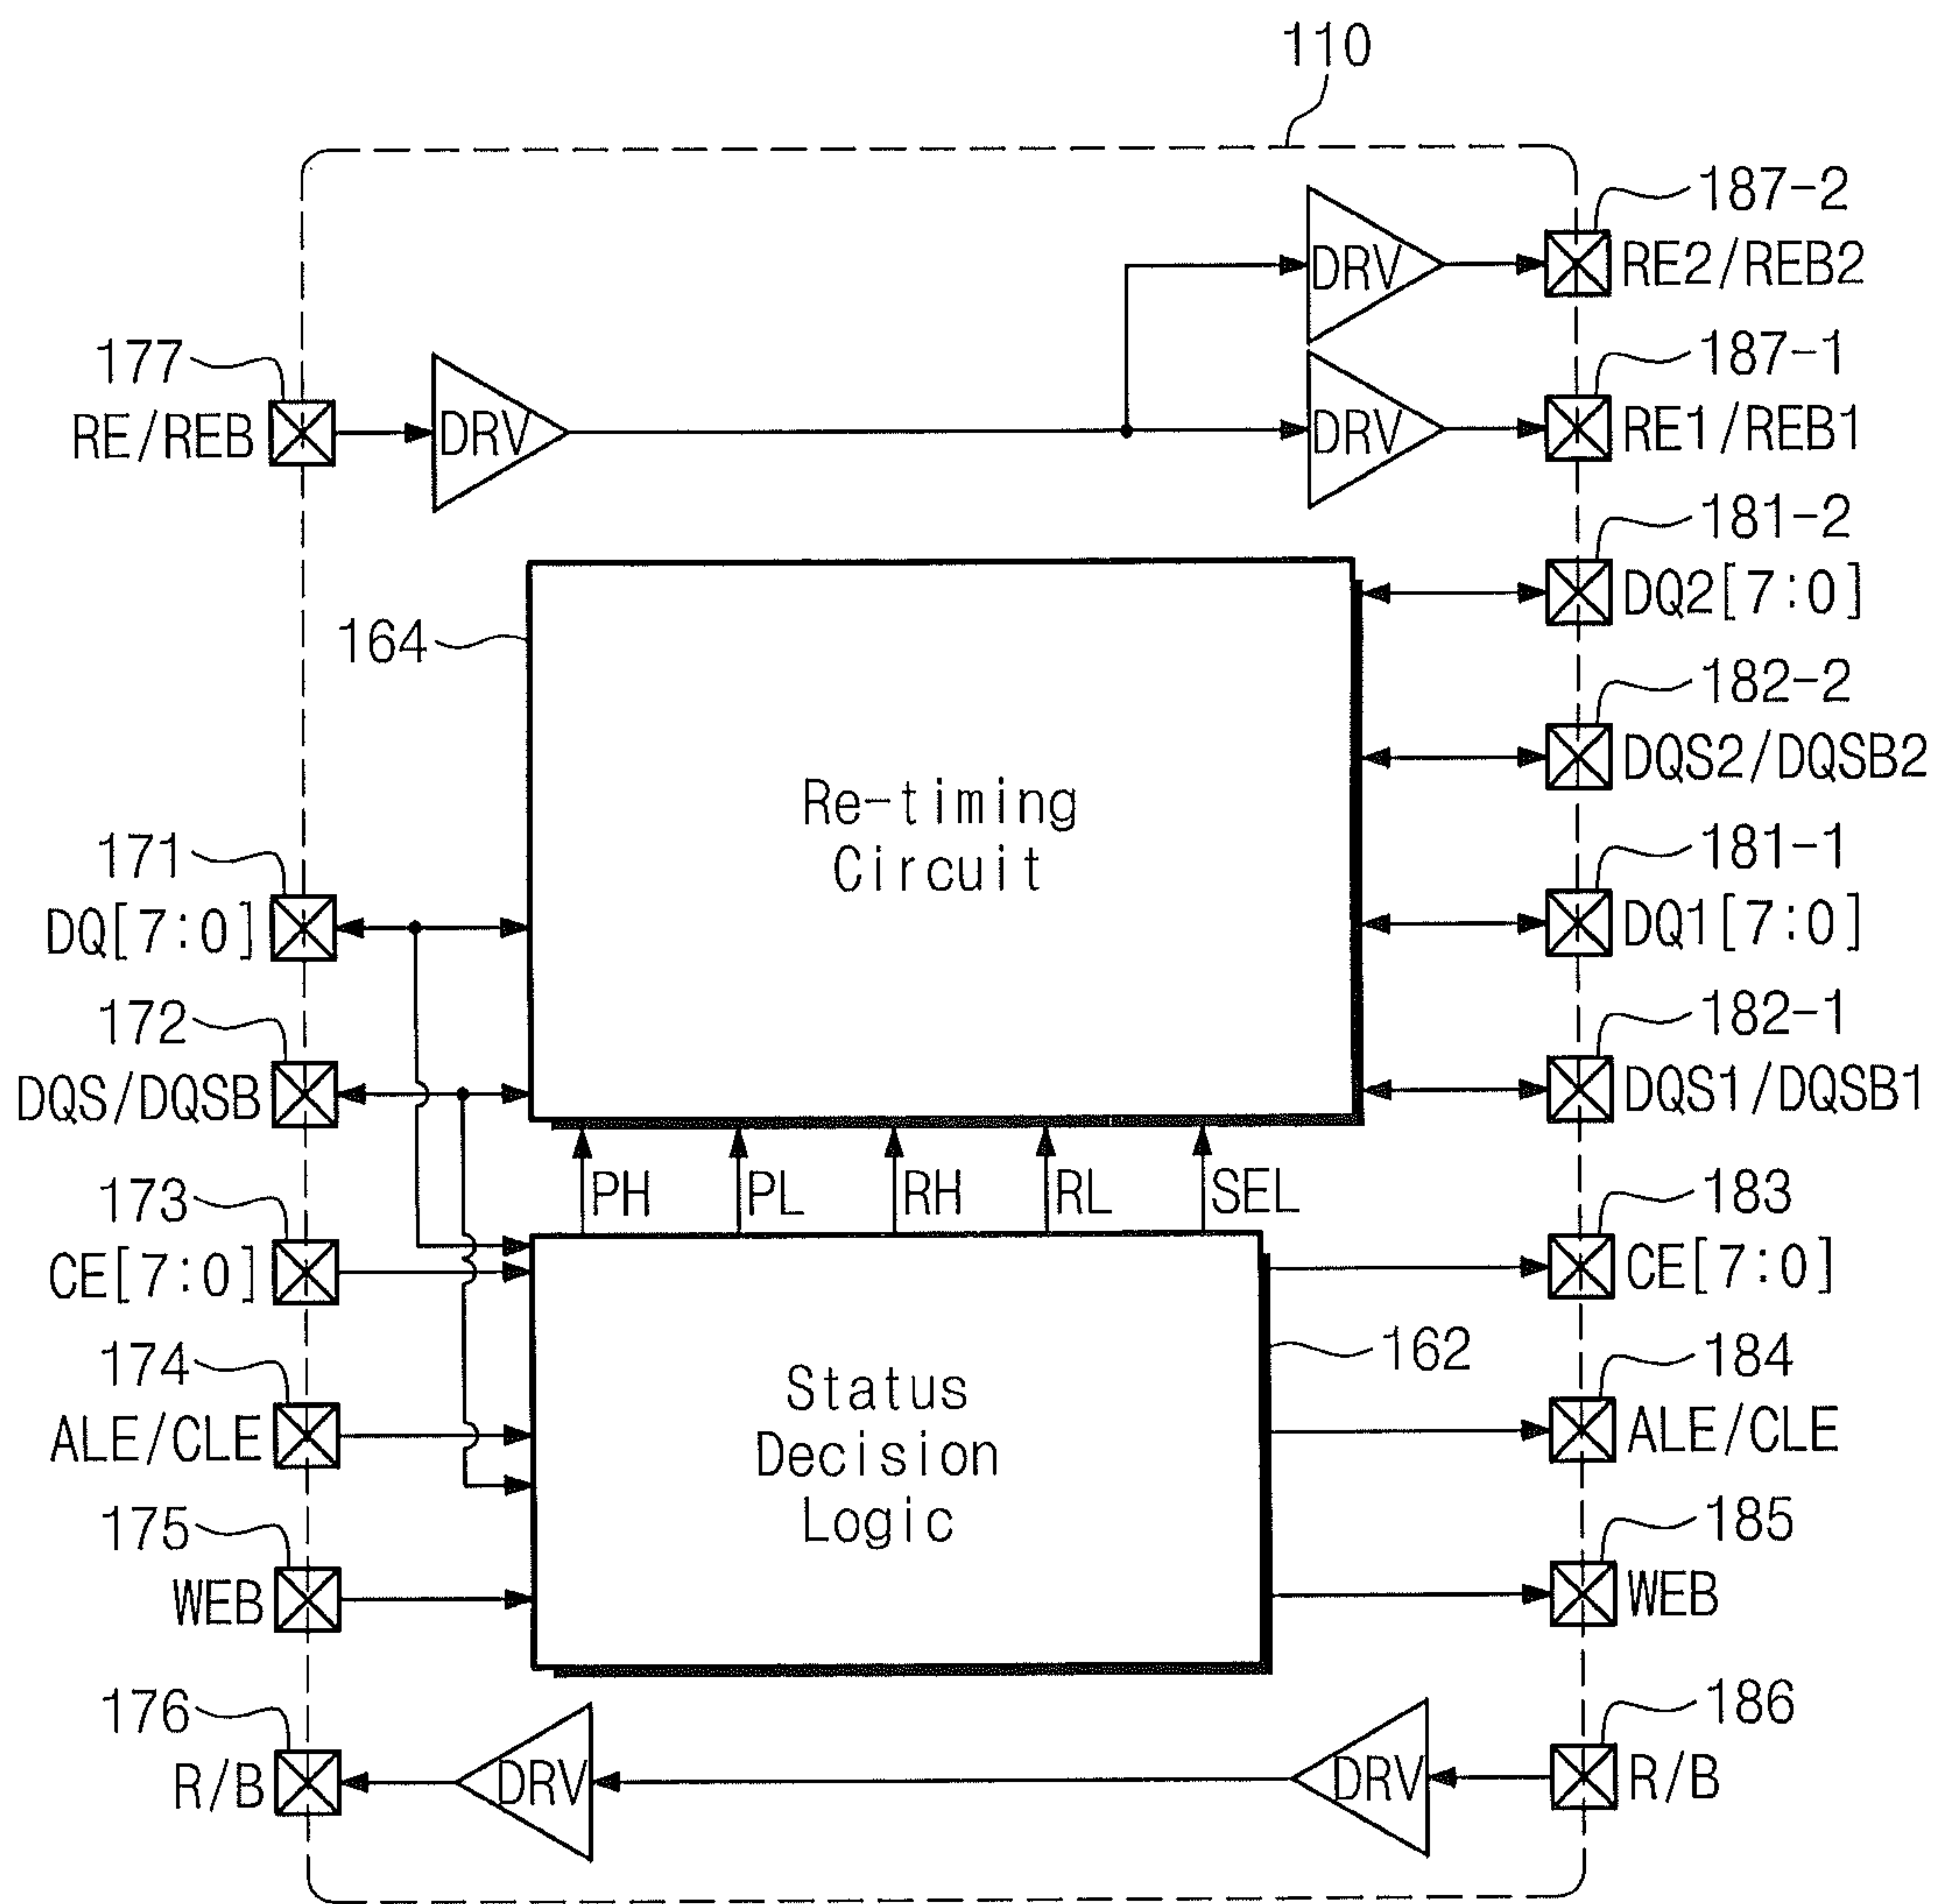 110
187-2
DRV
RE2/REB2
177
187-1
RE/REB
DRV
DRV
RE1/REB1
181-2
DQ2[7:0]
164
182-2
DQS2/DQSB2
Re-timing
Circuit
171
181-1
DQ[7:0]
DQ1[7:0]
172
182-1
DQS/DQSB
DQS1/DQSB1
PH
PL
RH
RL
SEL
173
183
CE[7:0]
CE[7:0]
162
174
184
Status
Decision
Logic
ALE/CLE
ALE/CLE
175
185
WEB
WEB
176
186
R/B
DRV
DRV
R/B